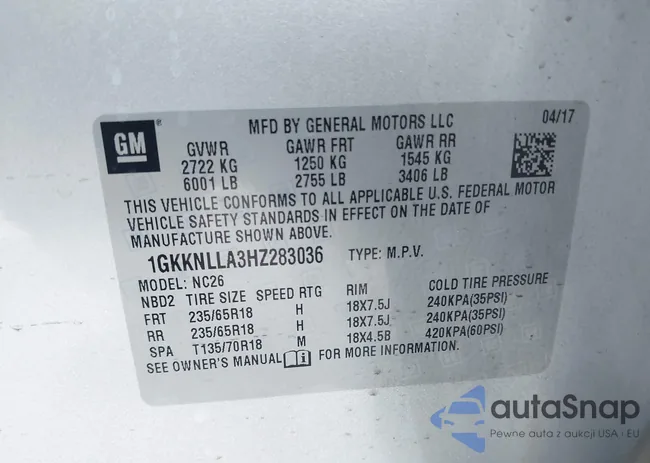 GM
MFD BY GENERAL MOTORS LLC 04/17
GVWR GAWR FRT GAWR RR
2722 KG 1250 KG 1545 KG
6001 LB 2755 LB 3406 LB
THIS VEHICLE CONFORMS TO ALL APPLICABLE U.S. FEDERAL MOTOR
VEHICLE SAFETY STANDARDS IN EFFECT ON THE DATE OF
MANUFACTURE SHOWN ABOVE.
1GKKNLLA3HZ283036 TYPE: M.P.V.
MODEL: NC26
NBD2 TIRE SIZE SPEED RTG RIM COLD TIRE PRESSURE
FRT 235/65R18 H 18X7.5J 240KPA(35PSI)
RR 235/65R18 H 18X7.5J 240KPA(35PSI)
SPA T135/70R18 M 18X4.5B 420KPA(60PSI)
SEE OWNER'S MANUAL FOR MORE INFORMATION.
autaSnap
Pewne auta z aukcji USA i EU